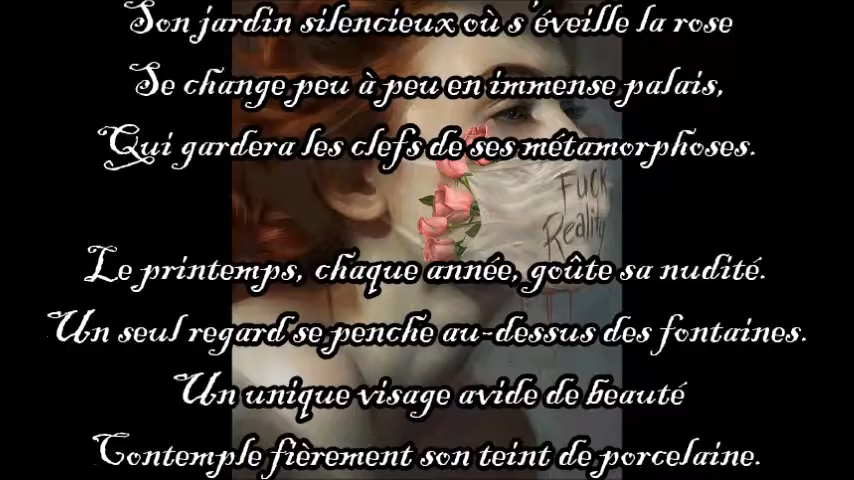 Son jardin silencieux où s'éveille la rose
Se change peu à peu en immense palais,
Qui gardera les clefs de ses métamorphoses.
Fuck
Reality
Le printemps, chaque année, goûte sa nudité.
Un seul regard se penche au-dessus des fontaines.
Un unique visage avide de beauté
Contemple fièrement son teint de porcelaine.